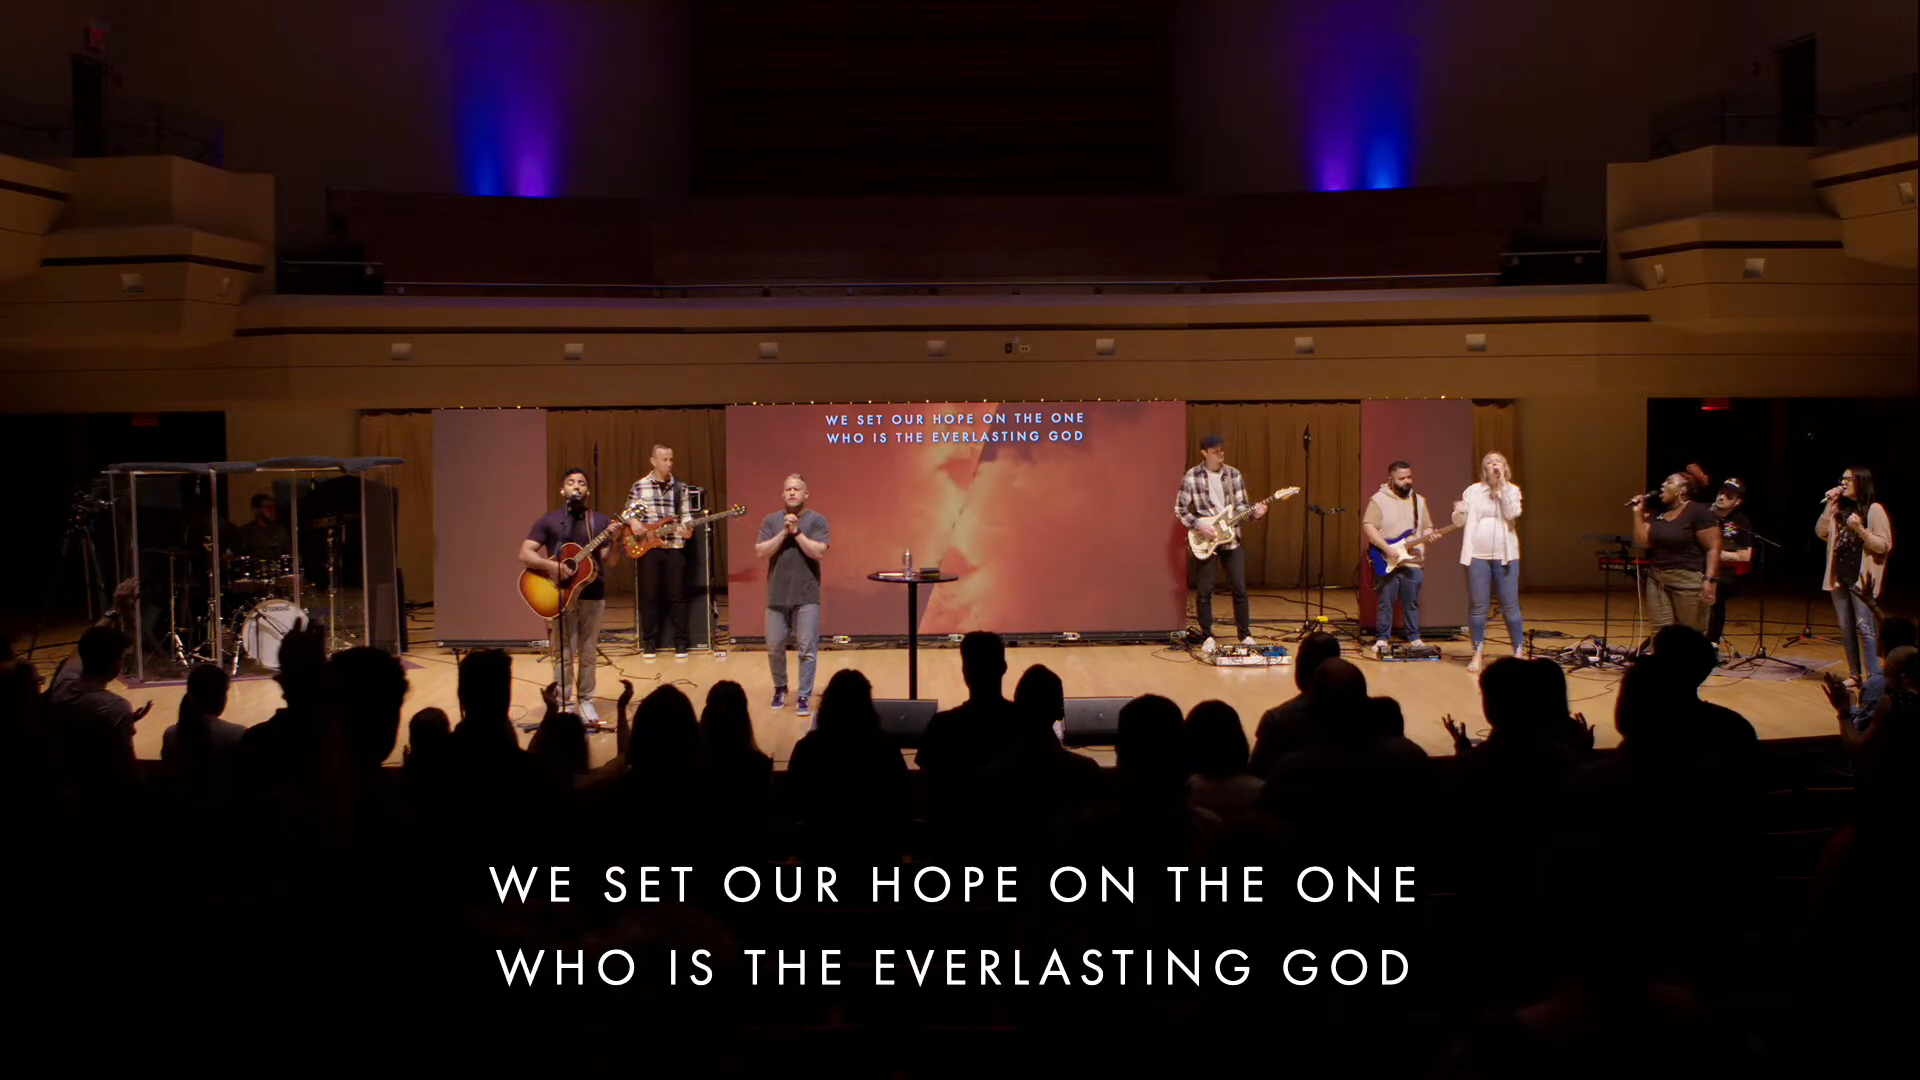 WE SET OUR HOPE ON THE ONE
WHO IS THE EVERLASTING GOD
WE SET OUR HOPE ON THE ONE
WHO IS THE EVERLASTING GOD